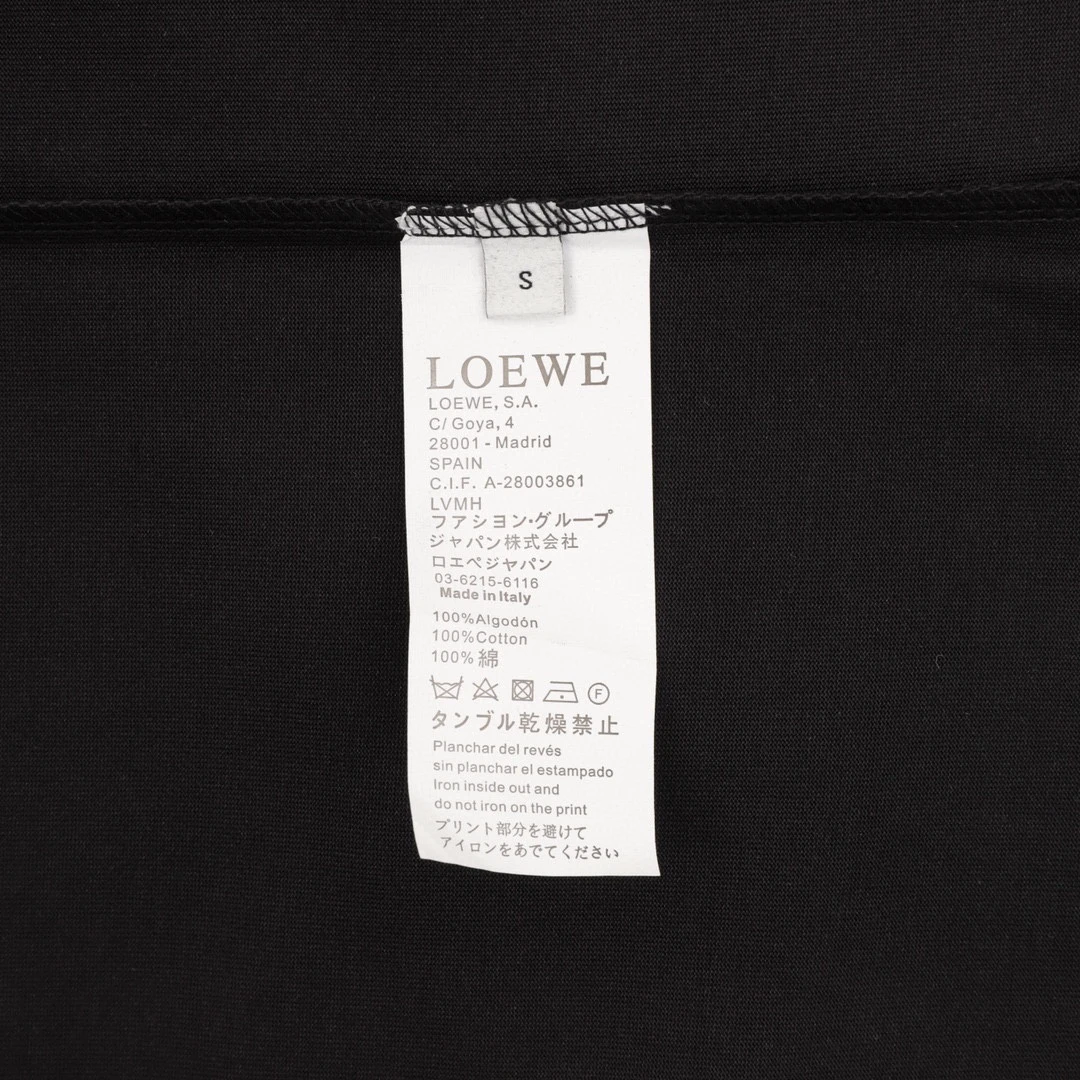 S
LOEWE
LOEWE, S.A.
C/ Goya, 4
28001 - Madrid
SPAIN
C.I.F. A-28003861
LVMH
ファシヨン·グループ
ジャパン株式会社
ロエベジャパン
03-6215-6116
Made in Italy
100%Algodón
100%Cotton
100%綿
F
タンブル乾燥禁止
Planchar del revés
sin planchar el estampado
Iron inside out and
do not iron on the print
プリント部分を避けて
アイロンをあでてください